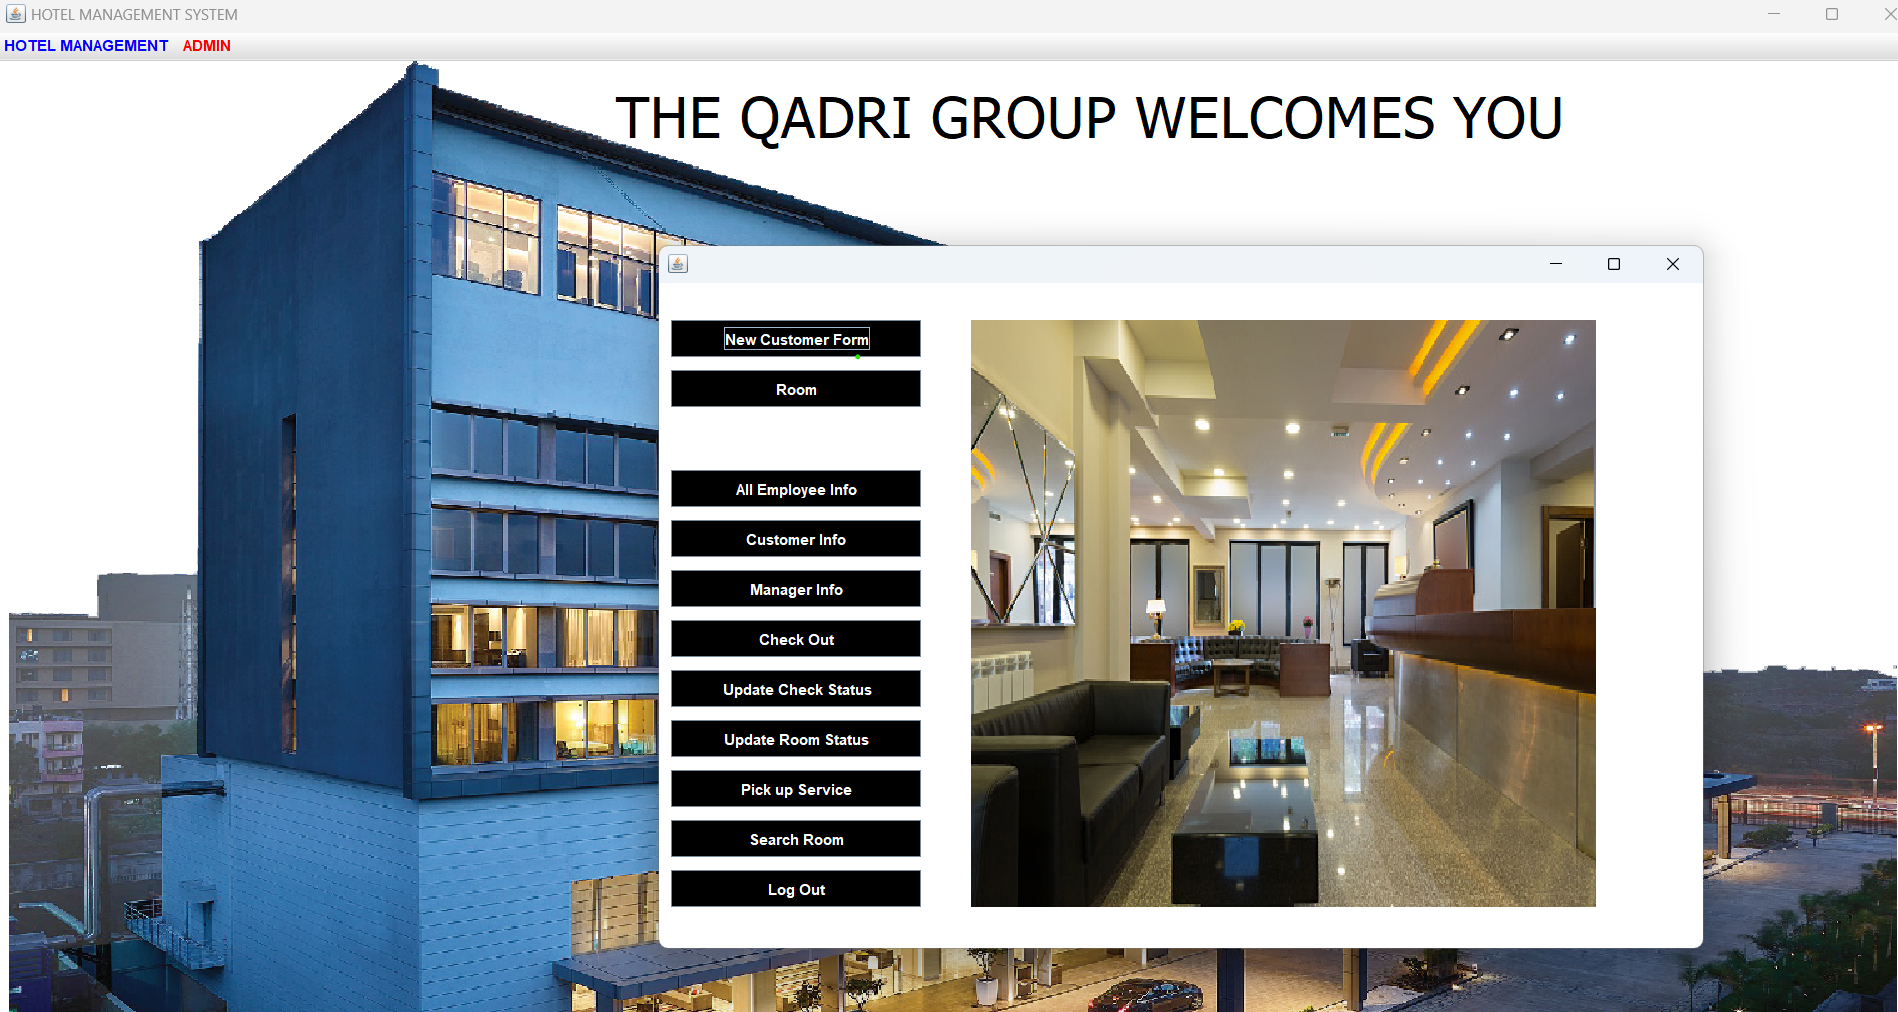 HOTEL MANAGEMENT SYSTEM
HOTEL MANAGEMENT ADMIN
THE QADRI GROUP WELCOMES YOU
New Customer Form
Room
All Employee Info
Customer Info
Manager Info
Check Out
Update Check Status
Update Room Status
Pick up Service
Search Room
Log Out